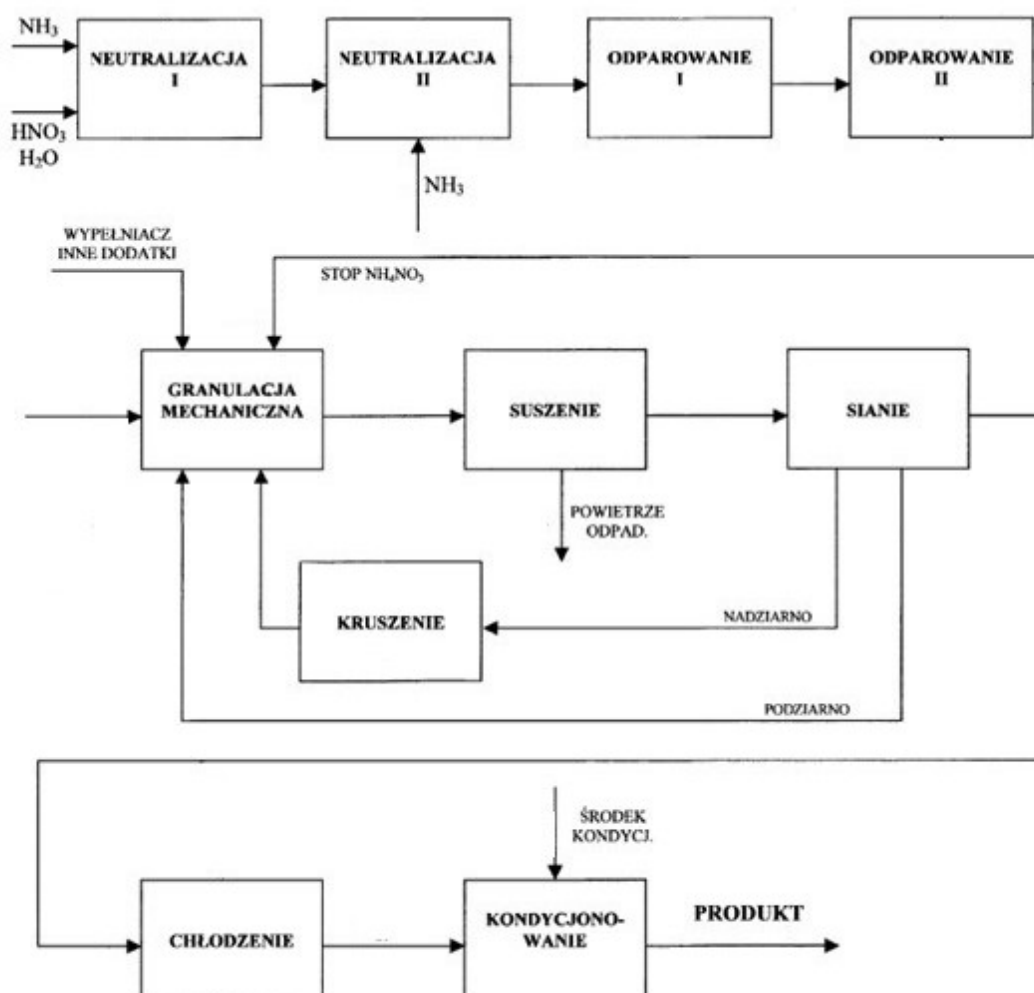 NH₃
NEUTRALIZACJA
I
NEUTRALIZACJA
II
ODPAROWANIE
I
ODPAROWANIE
II
HNO₃
H₂O
NH₃
WYPEŁNIACZ
INNE DODATKI
STOP NH₄NO₃
GRANULACJA
MECHANICZNA
SUSZENIE
SIANIE
POWIETRZE
ODPAD.
KRUSZENIE
NADZIARNO
PODZIARNO
ŚRODEK
KONDYCJ.
CHŁODZENIE
KONDYCJONO-
WANIE
PRODUKT